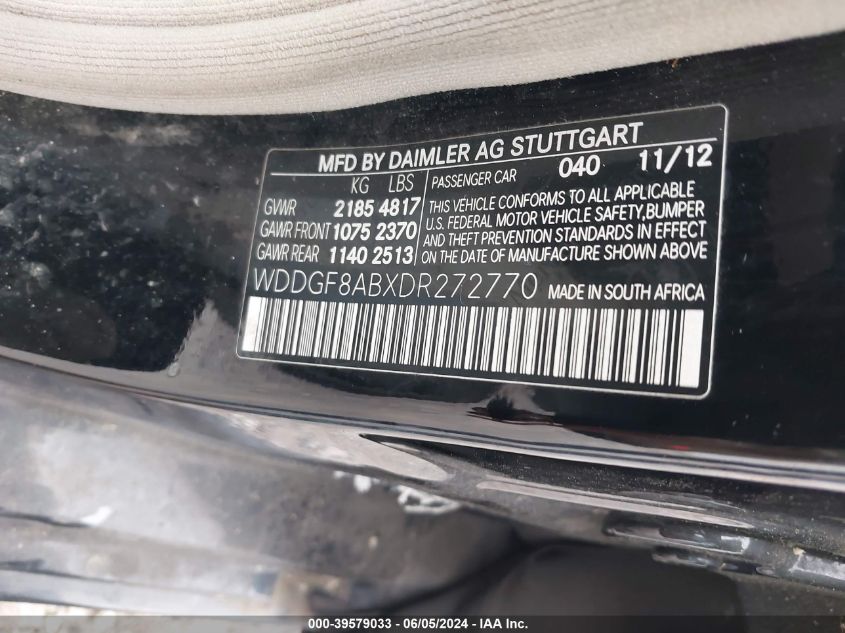 MFD BY DAIMLER AG STUTTGART
040 11/12
KG LBS
GVWR 2185 4817
GAWR FRONT 1075 2370
GAWR REAR 1140 2513
PASSENGER CAR
THIS VEHICLE CONFORMS TO ALL APPLICABLE
U.S. FEDERAL MOTOR VEHICLE SAFETY,BUMPER
AND THEFT PREVENTION STANDARDS IN EFFECT
ON THE DATE OF MANUFACTURE SHOWN ABOVE
WDDGF8ABXDR272770 MADE IN SOUTH AFRICA
000-39579033 - 06/05/2024 - IAA Inc.